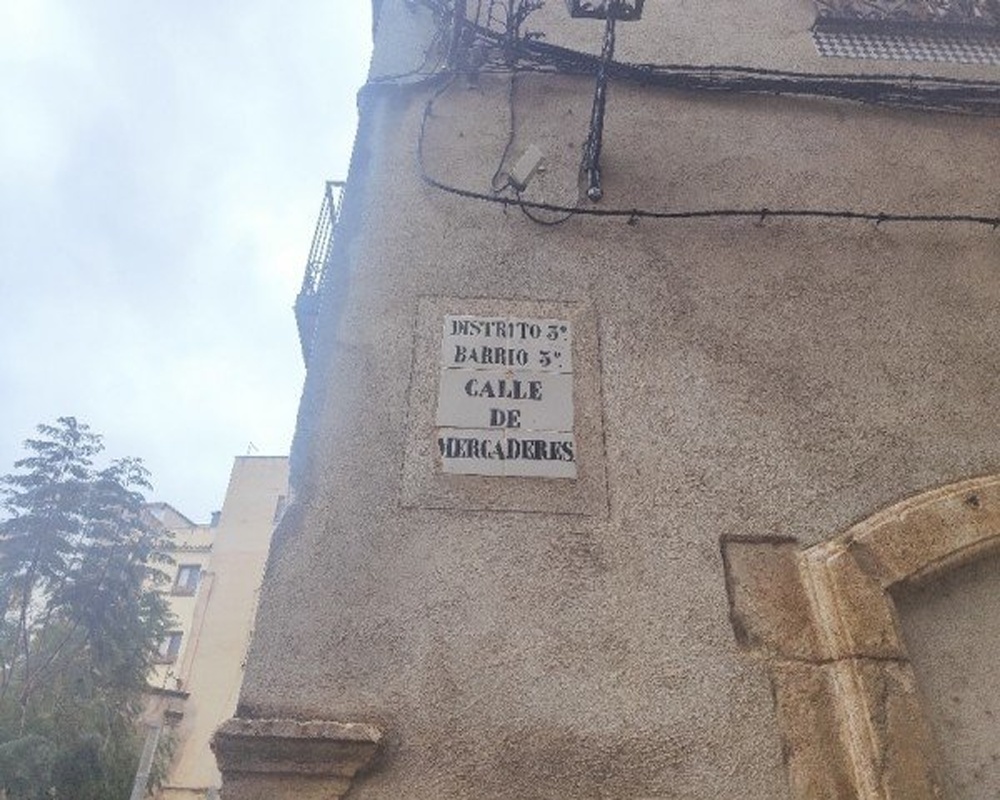 DISTRITO 3º
BARRIO 3º
CALLE
DE
MERCADERES